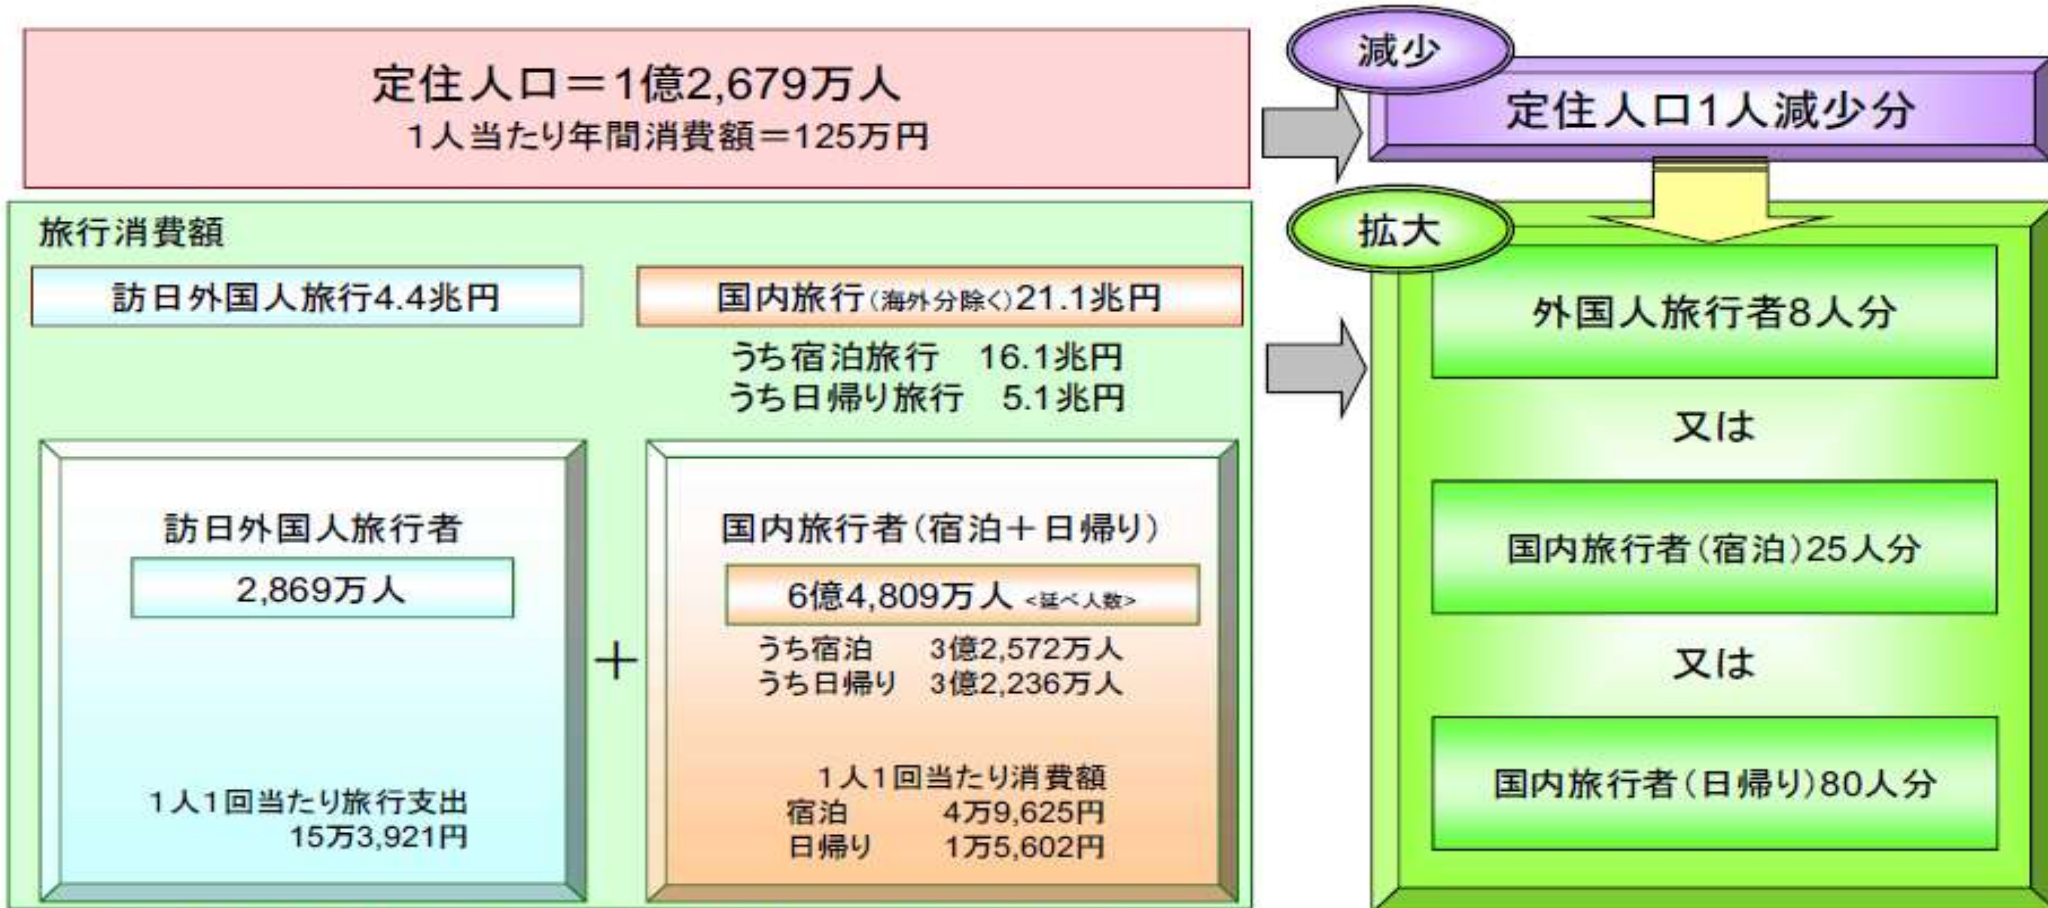 定住人口＝1億2,679万人
1人当たり年間消費額＝125万円
減少
定住人口1人減少分
旅行消費額
訪日外国人旅行4.4兆円
国内旅行(海外分除く)21.1兆円
うち宿泊旅行　16.1兆円
うち日帰り旅行　5.1兆円
訪日外国人旅行者
2,869万人
1人1回当たり旅行支出
15万3,921円
＋
国内旅行者(宿泊＋日帰り)
6億4,809万人 <延べ人数>
うち宿泊　3億2,572万人
うち日帰り　3億2,236万人
1人1回当たり消費額
宿泊　4万9,625円
日帰り　1万5,602円
拡大
外国人旅行者8人分
又は
国内旅行者(宿泊)25人分
又は
国内旅行者(日帰り)80人分